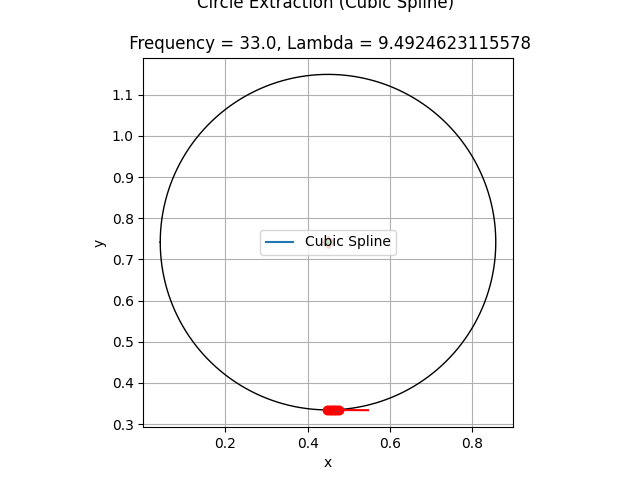 Circle Extraction (Cubic Spline)
Frequency = 33.0, Lambda = 9.4924623115578
1.1
1.0
0.9
0.8
Cubic Spline
0.7
0.6
0.5
0.4
0.3
y
0.2 0.4 0.6 0.8
x